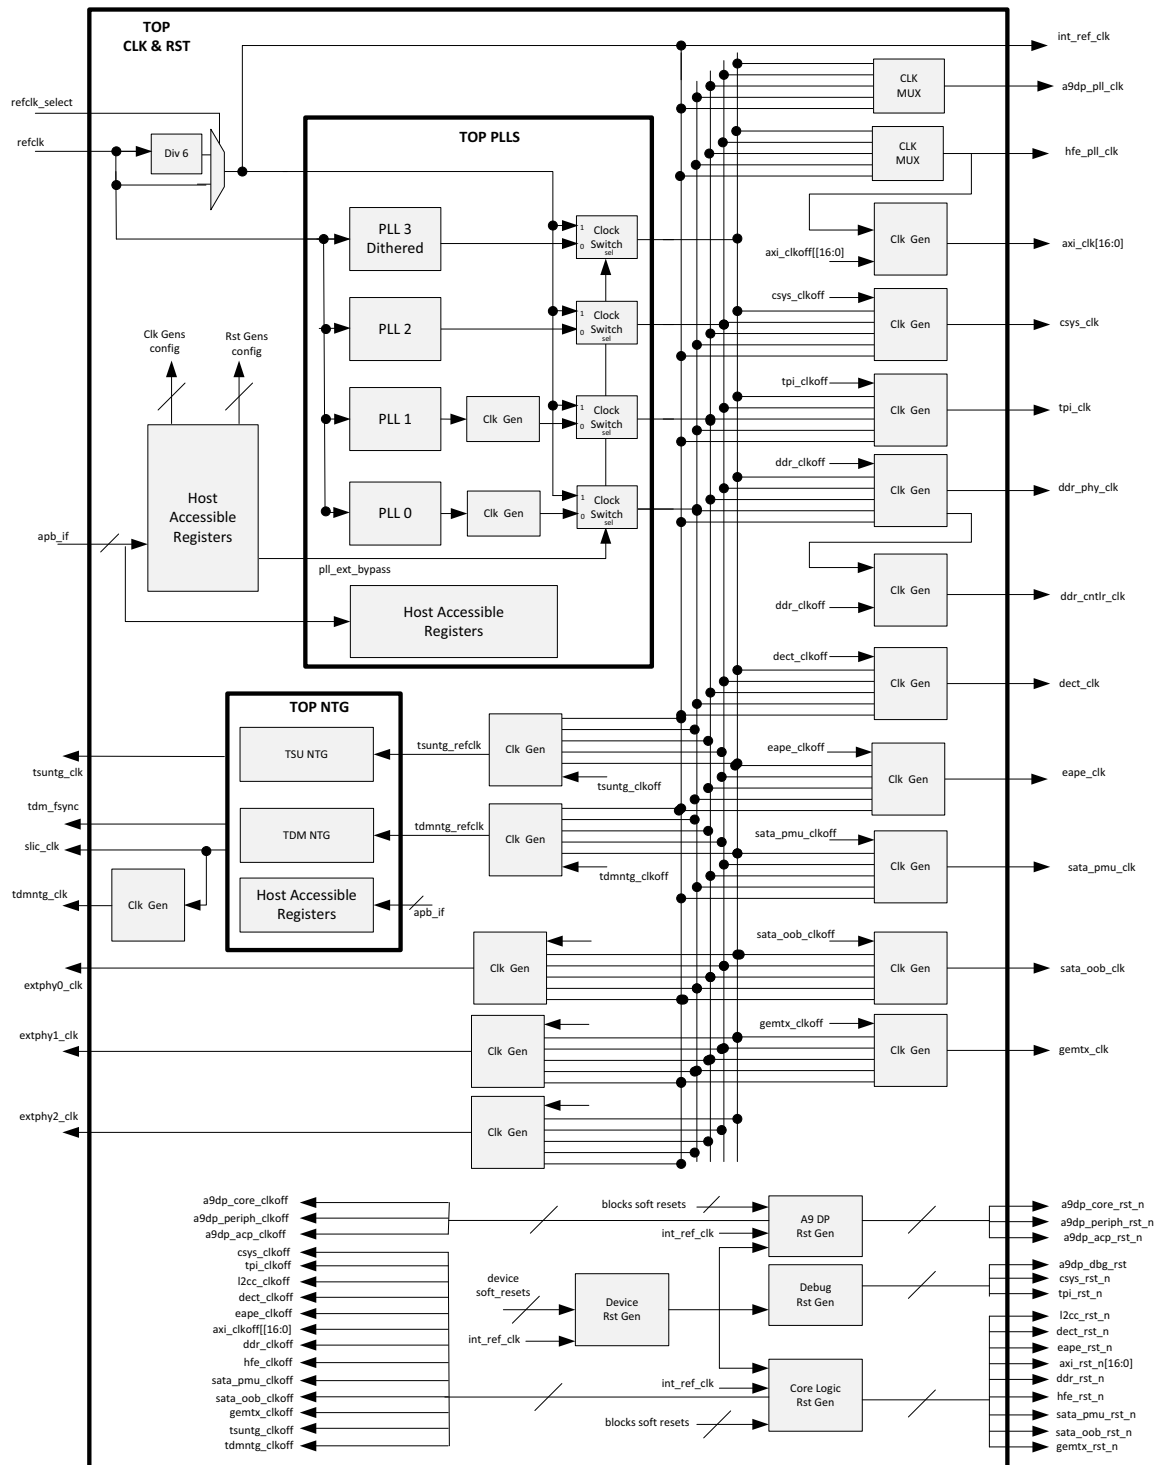 TOP
CLK & RST
int_ref_clk
CLK
MUX
a9dp_pll_clk
refclk_select
refclk
Div 6
TOP PLLS
CLK
MUX
hfe_pll_clk
PLL 3
Dithered
1
0
Clock
Switch
sel
Clk Gen
axi_clkoff[[16:0]
axi_clk[16:0]
csys_clkoff
Clk Gen
csys_clk
PLL 2
1
0
Clock
Switch
sel
Clk Gens
config
Rst Gens
config
tpi_clkoff
Clk Gen
tpi_clk
PLL 1
Clk Gen
1
0
Clock
Switch
sel
Host
Accessible
Registers
ddr_clkoff
Clk Gen
ddr_phy_clk
PLL 0
Clk Gen
1
0
Clock
Switch
sel
apb_if
pll_ext_bypass
Clk Gen
ddr_clkoff
ddr_cntlr_clk
Host Accessible
Registers
dect_clkoff
Clk Gen
dect_clk
TOP NTG
TSU NTG
tsuntg_refclk
Clk Gen
tsuntg_clkoff
tsuntg_clk
eape_clkoff
Clk Gen
eape_clk
tdm_fsync
TDM NTG
tdmntg_refclk
Clk Gen
tdmntg_clkoff
slic_clk
sata_pmu_clkoff
Clk Gen
sata_pmu_clk
tdmntg_clk
Clk Gen
Host Accessible
Registers
apb_if
sata_oob_clkoff
Clk Gen
Clk Gen
sata_oob_clk
extphy0_clk
gemtx_clkoff
extphy1_clk
Clk Gen
Clk Gen
gemtx_clk
extphy2_clk
Clk Gen
a9dp_core_clkoff
a9dp_periph_clkoff
a9dp_acp_clkoff
csys_clkoff
tpi_clkoff
l2cc_clkoff
dect_clkoff
eape_clkoff
axi_clkoff[[16:0]
ddr_clkoff
hfe_clkoff
sata_pmu_clkoff
sata_oob_clkoff
gemtx_clkoff
tsuntg_clkoff
tdmntg_clkoff
blocks soft resets
int_ref_clk
A9 DP
Rst Gen
device
soft_resets
int_ref_clk
Device
Rst Gen
Debug
Rst Gen
int_ref_clk
blocks soft resets
Core Logic
Rst Gen
a9dp_core_rst_n
a9dp_periph_rst_n
a9dp_acp_rst_n
a9dp_dbg_rst
csys_rst_n
tpi_rst_n
l2cc_rst_n
dect_rst_n
eape_rst_n
axi_rst_n[16:0]
ddr_rst_n
hfe_rst_n
sata_pmu_rst_n
sata_oob_rst_n
gemtx_rst_n